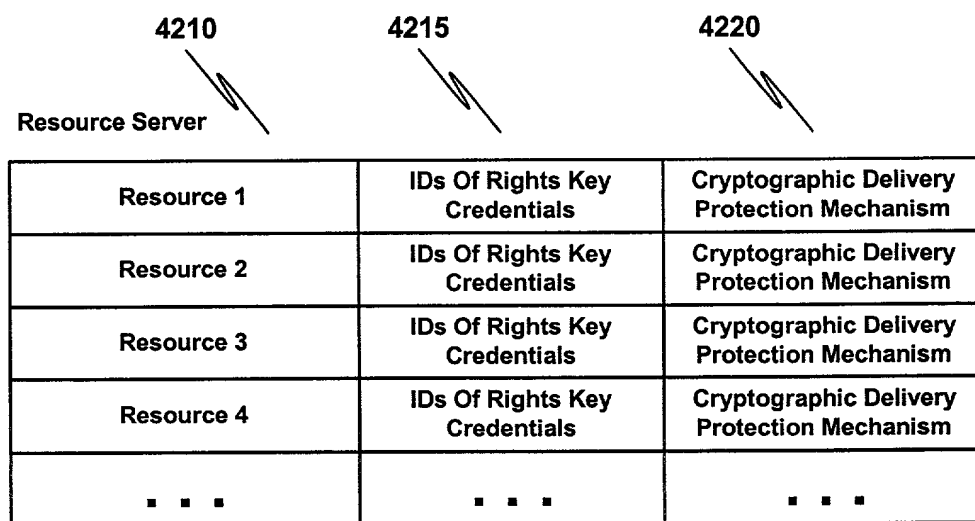 4210 4215 4220
Resource Server
Resource 1 IDs Of Rights Key Credentials Cryptographic Delivery Protection Mechanism
Resource 2 IDs Of Rights Key Credentials Cryptographic Delivery Protection Mechanism
Resource 3 IDs Of Rights Key Credentials Cryptographic Delivery Protection Mechanism
Resource 4 IDs Of Rights Key Credentials Cryptographic Delivery Protection Mechanism
. . . . . . . . .